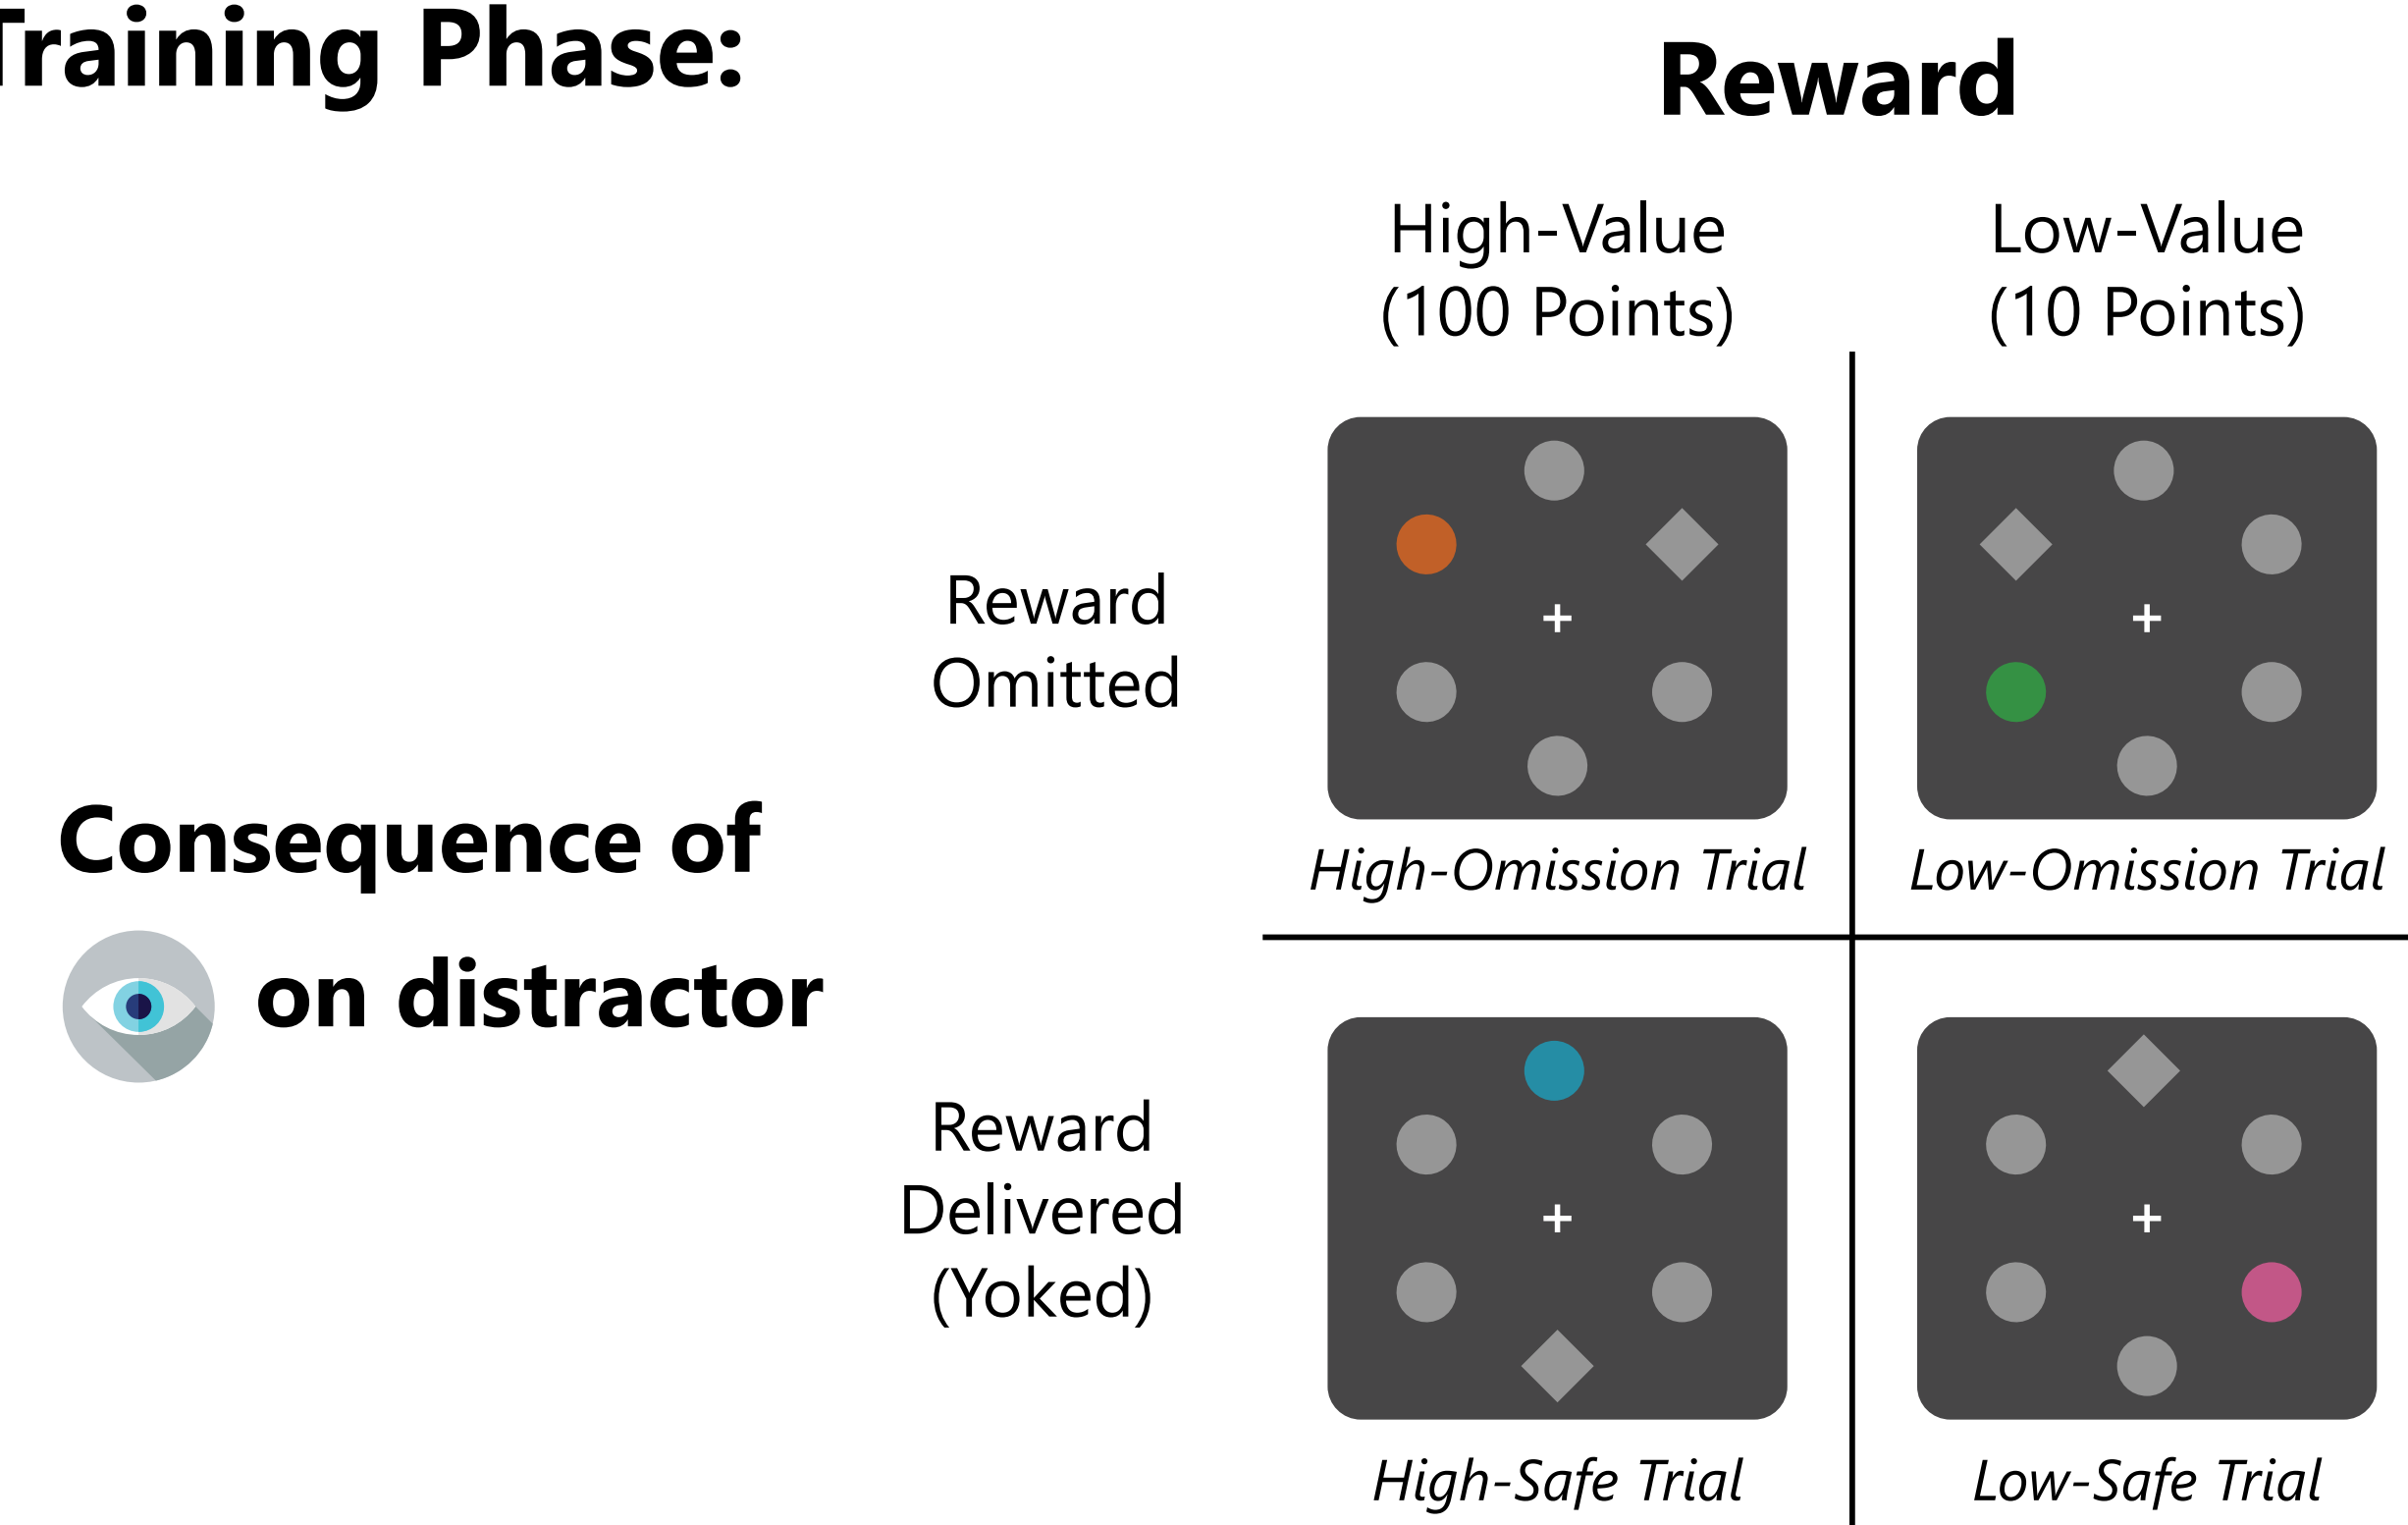 Training Phase:
Reward
High-Value
(100 Points)
Low-Value
(10 Points)
Reward
Omitted
High-Omission Trial
Low-Omission Trial
Consequence of
on distractor
Reward
Delivered
(Yoked)
High-Safe Trial
Low-Safe Trial